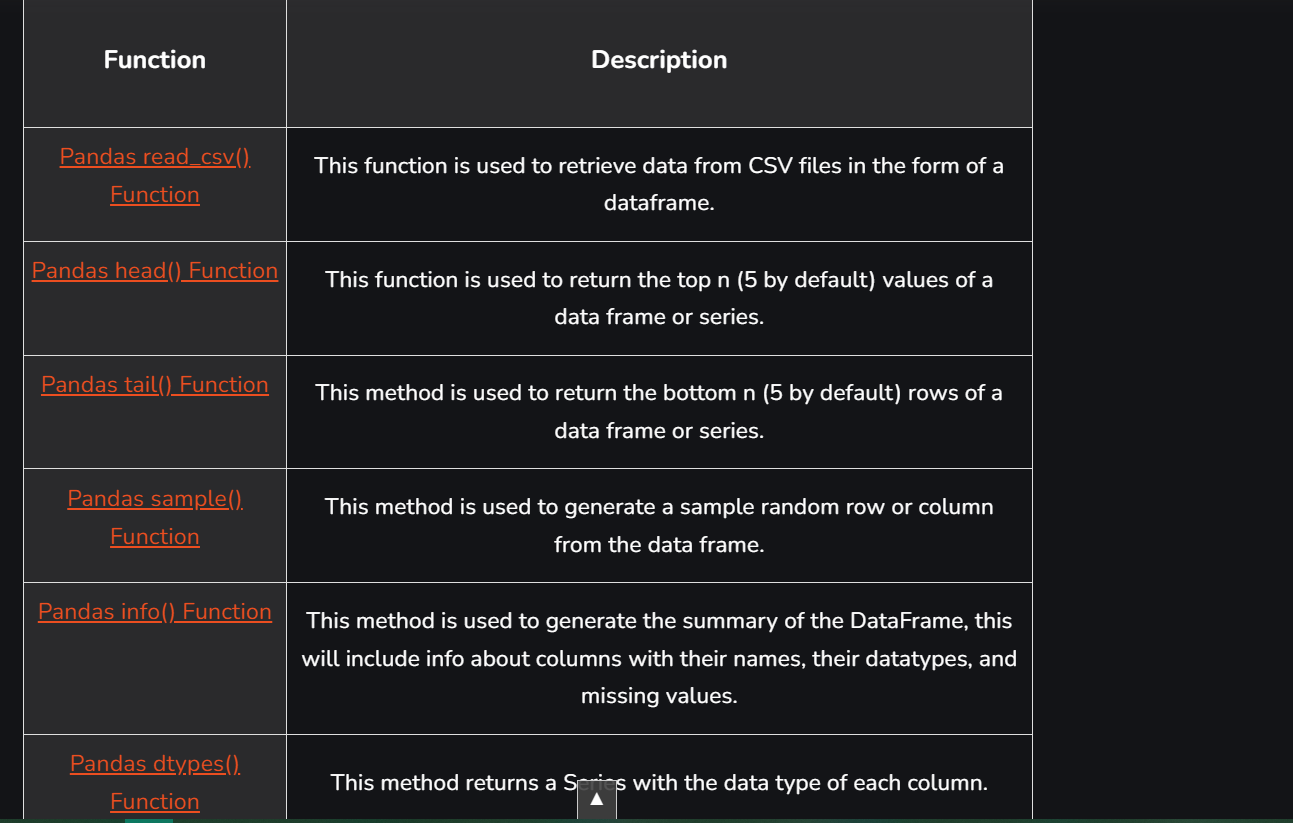 Function
Description
Pandas read_csv()
Function
This function is used to retrieve data from CSV files in the form of a
dataframe.
Pandas head() Function
This function is used to return the top n (5 by default) values of a
data frame or series.
Pandas tail() Function
This method is used to return the bottom n (5 by default) rows of a
data frame or series.
Pandas sample()
Function
This method is used to generate a sample random row or column
from the data frame.
Pandas info() Function
This method is used to generate the summary of the DataFrame, this
will include info about columns with their names, their datatypes, and
missing values.
Pandas dtypes()
Function
This method returns a Series with the data type of each column.